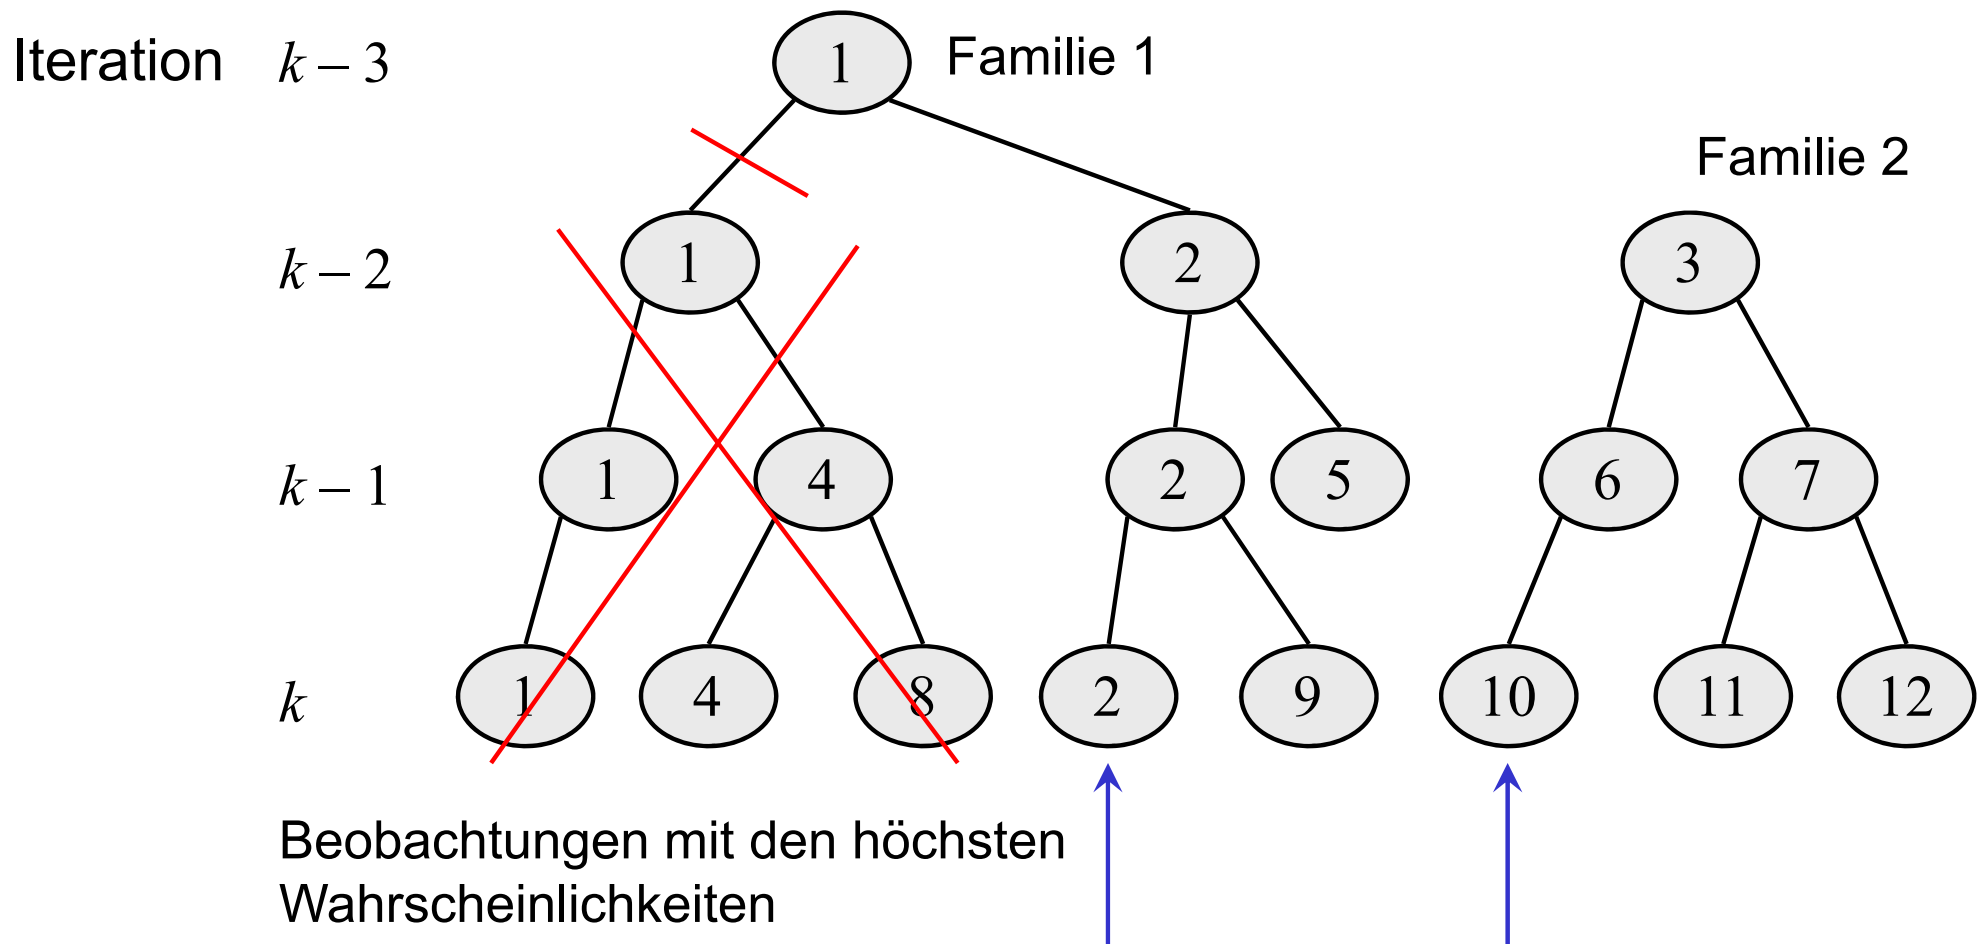 Iteration k – 3 1 Familie 1
Familie 2
k – 2 1 2 3
k – 1 1 4 2 5 6 7
k 1 4 8 2 9 10 11 12
Beobachtungen mit den höchsten
Wahrscheinlichkeiten